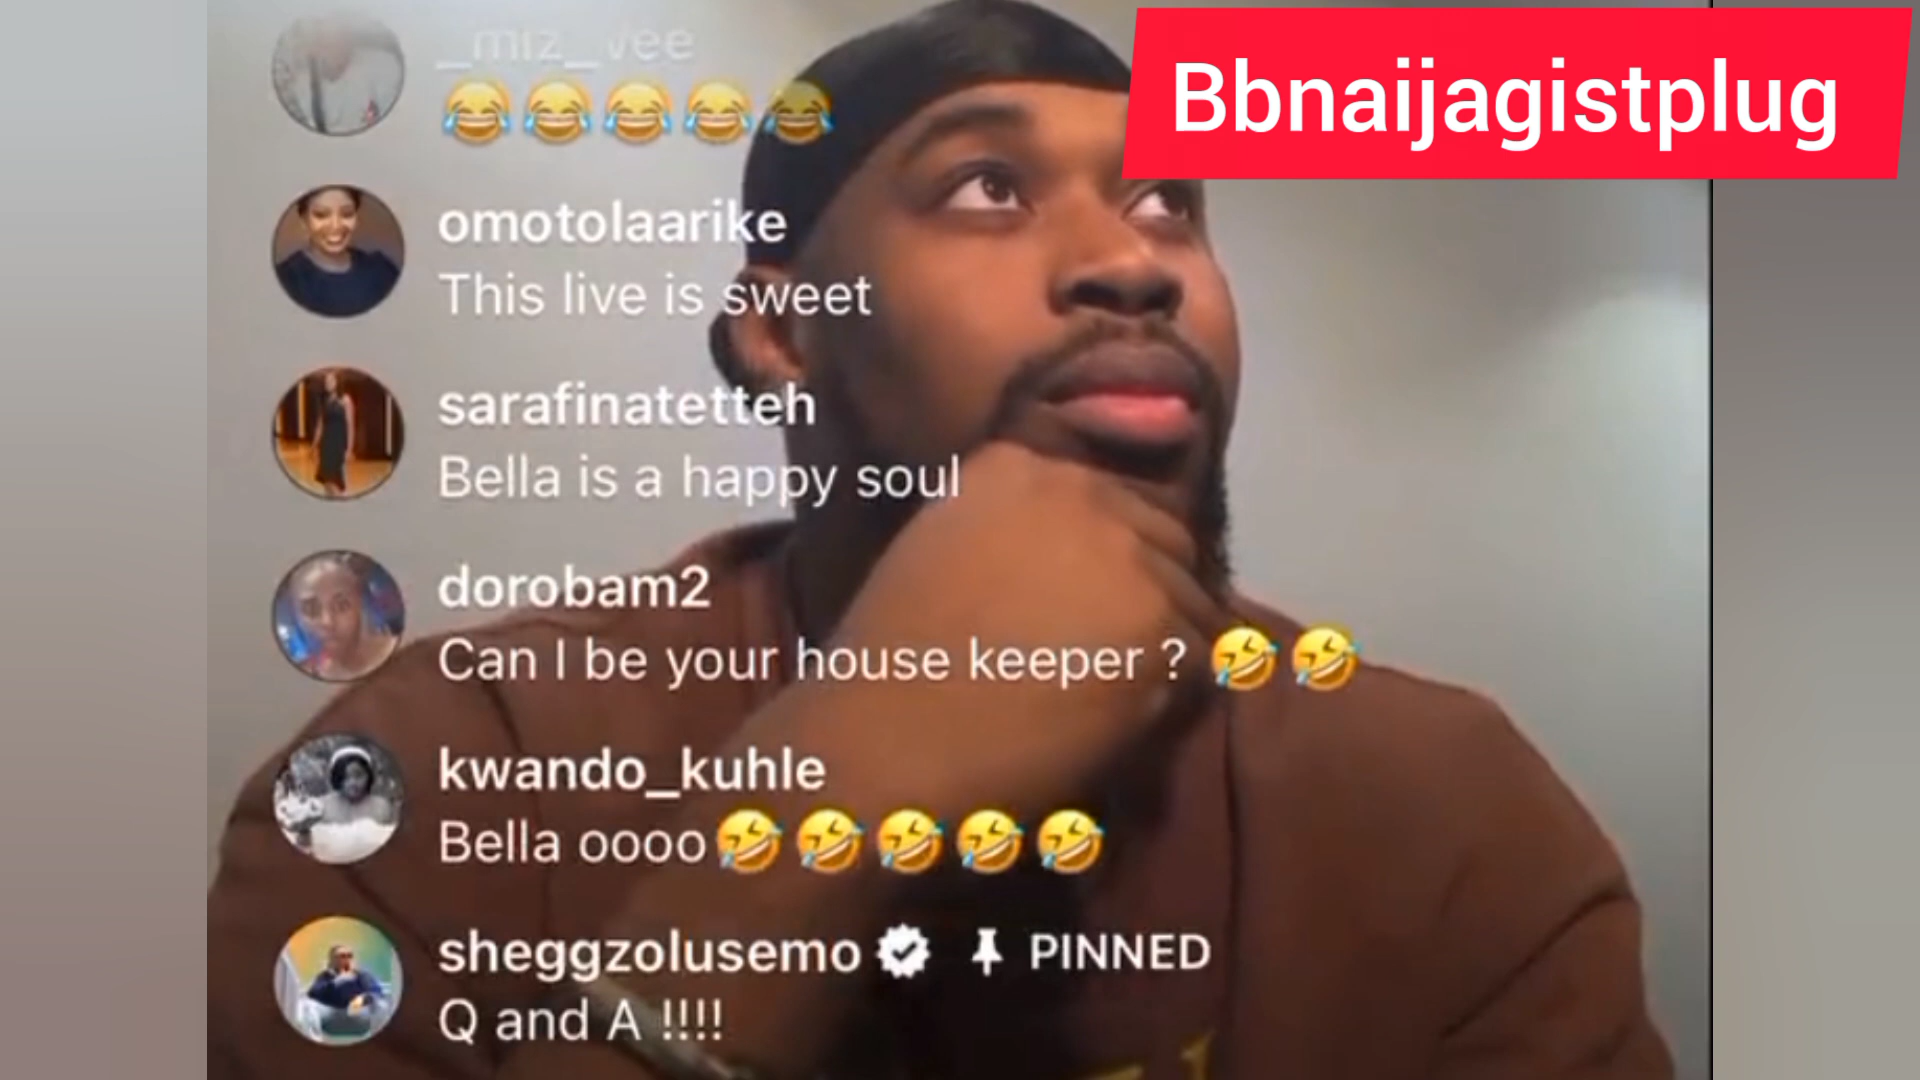 Bbnaijagistplug
_miz_vee
😂😂😂😂😂
omotolaarike
This live is sweet
sarafinatetteh
Bella is a happy soul
dorobam2
Can I be your house keeper ? 🤣🤣
kwando_kuhle
Bella oooo🤣🤣🤣🤣🤣
sheggzolusemo PINNED
Q and A !!!!